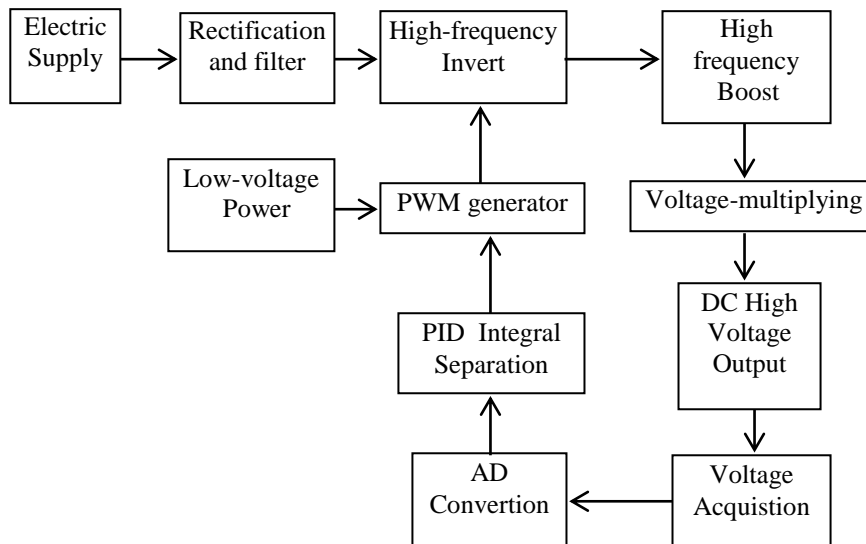 Electric
Supply
Rectification
and filter
High-frequency
Invert
High
frequency
Boost
Low-voltage
Power
PWM generator
Voltage-multiplying
PID Integral
Separation
DC High
Voltage
Output
AD
Convertion
Voltage
Acquistion